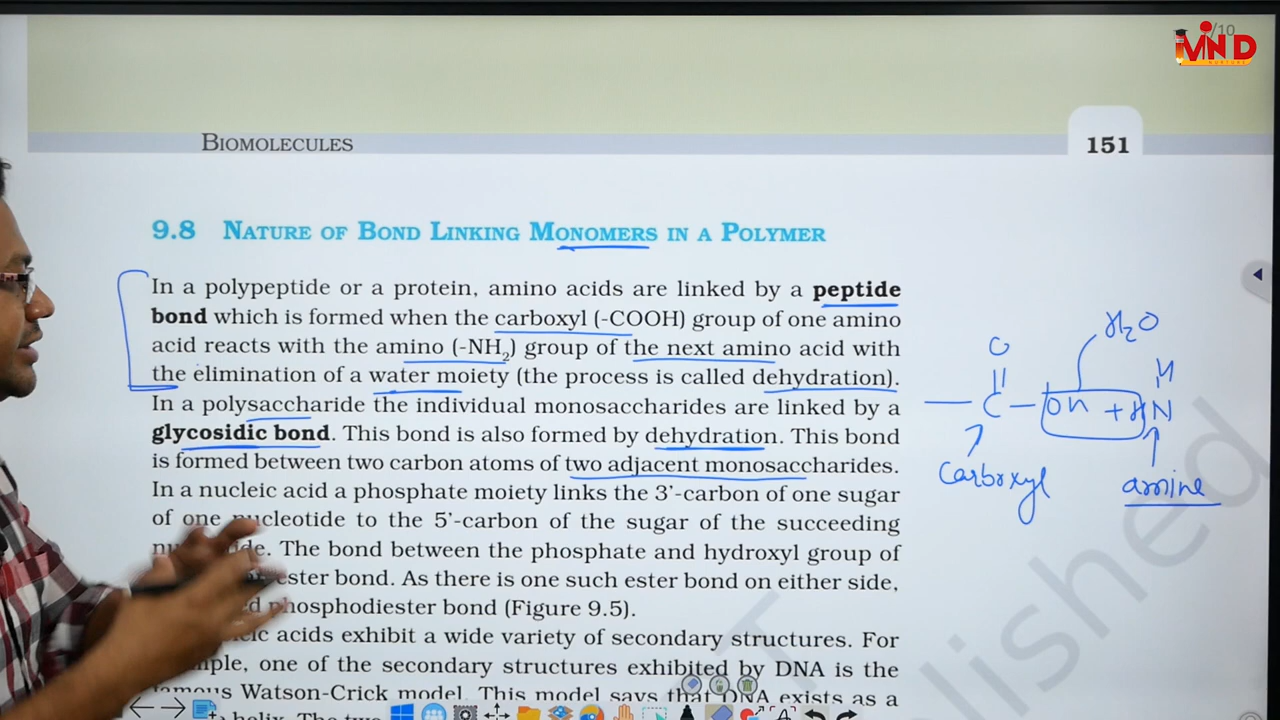 /10
MIND
NURTURE
BIOMOLECULES
151
9.8 NATURE OF BOND LINKING MONOMERS IN A POLYMER
In a polypeptide or a protein, amino acids are linked by a peptide
bond which is formed when the carboxyl (-COOH) group of one amino
acid reacts with the amino (-NH₂) group of the next amino acid with
the elimination of a water moiety (the process is called dehydration).
In a polysaccharide the individual monosaccharides are linked by a
glycosidic bond. This bond is also formed by dehydration. This bond
is formed between two carbon atoms of two adjacent monosaccharides.
In a nucleic acid a phosphate moiety links the 3'-carbon of one sugar
of one nucleotide to the 5'-carbon of the sugar of the succeeding
The bond between the phosphate and hydroxyl group of
ester bond. As there is one such ester bond on either side,
phosphodiester bond (Figure 9.5).
acids exhibit a wide variety of secondary structures. For
one of the secondary structures exhibited by DNA is the
famous Watson-Crick model. This model says that DNA exists as a
helix. The two
H₂O
O
H
C OH + H N
Carboxyl
amine
lished